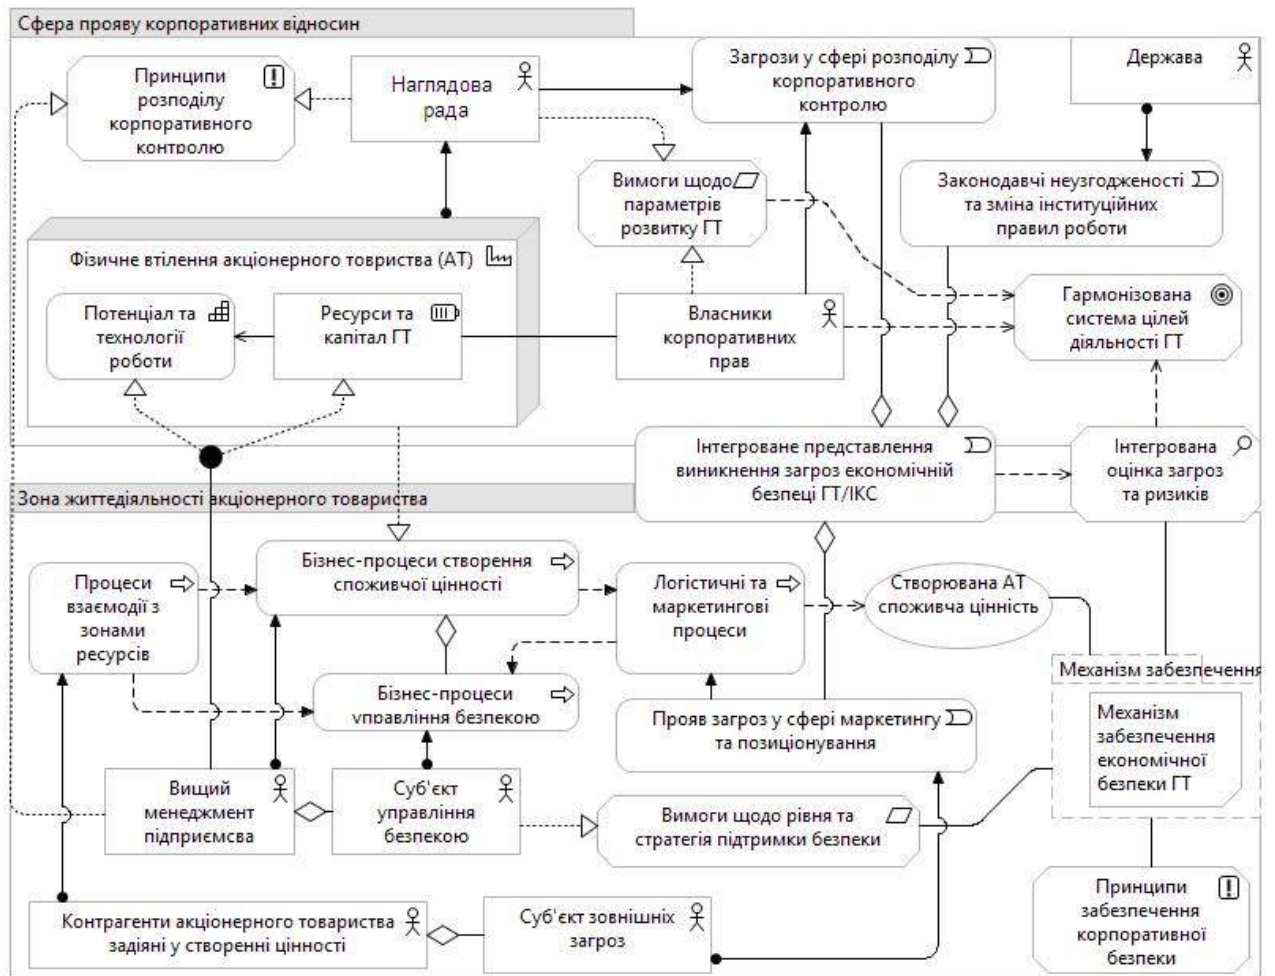 Сфера прояву корпоративних відносин
Принципи
розподілу
корпоративного
контролю
Наглядова
рада
Загрози у сфері розподілу
корпоративного
контролю
Держава
Вимоги щодо
параметрів
розвитку ГТ
Законодавчі неузгодженості
та зміна інституційних
правил роботи
Фізичне втілення акціонерного товриства (АТ)
Потенціал та
технології
роботи
Ресурси та
капітал ГТ
Власники
корпоративних
прав
Гармонізована
система цілей
діяльності ГТ
Інтегроване представлення
виникнення загроз економічній
безпеці ГТ/ІКС
Інтегрована
оцінка загроз
та ризиків
Зона життедіяльності акціонерного товариства
Процеси
взаємодії з
зонами
ресурсів
Бізнес-процеси створення
споживчої цінності
Логістичні та
маркетингові
процеси
Створювана АТ
споживча цінність
Бізнес-процеси
управління безпекою
Механізм забезпечення
Механізм
забезпечення
економічної
безпеки ГТ
Прояв загроз у сфері маркетингу
та позиціонування
Вищий
менеджмент
підприємсва
Суб'єкт
управління
безпекою
Вимоги щодо рівня та
стратегія підтримки безпеки
Принципи
забезпечення
корпоративної
безпеки
Контрагенти акціонерного товариства
задіяні у створенні цінності
Суб'єкт зовнішніх
загроз